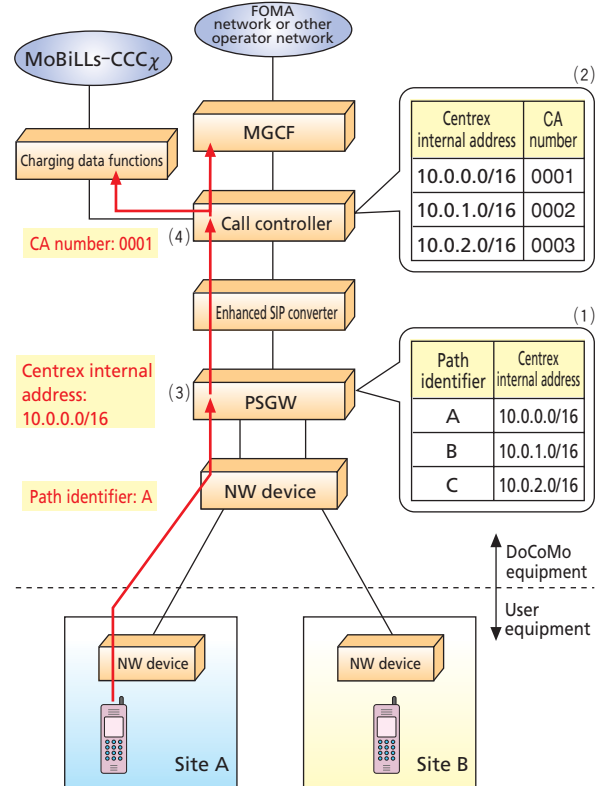 FOMA
network or other
operator network
MoBiLLs-CCCχ
MGCF
Charging data functions
(2)
Centrex
internal address
CA
number
10.0.0.0/16
0001
10.0.1.0/16
0002
10.0.2.0/16
0003
Call controller
(4)
CA number: 0001
Enhanced SIP converter
(1)
Path
identifier
Centrex
internal address
A
10.0.0.0/16
B
10.0.1.0/16
C
10.0.2.0/16
Centrex internal
address:
10.0.0.0/16
(3)
PSGW
Path identifier: A
NW device
DoCoMo
equipment
User
equipment
NW device
Site A
NW device
Site B